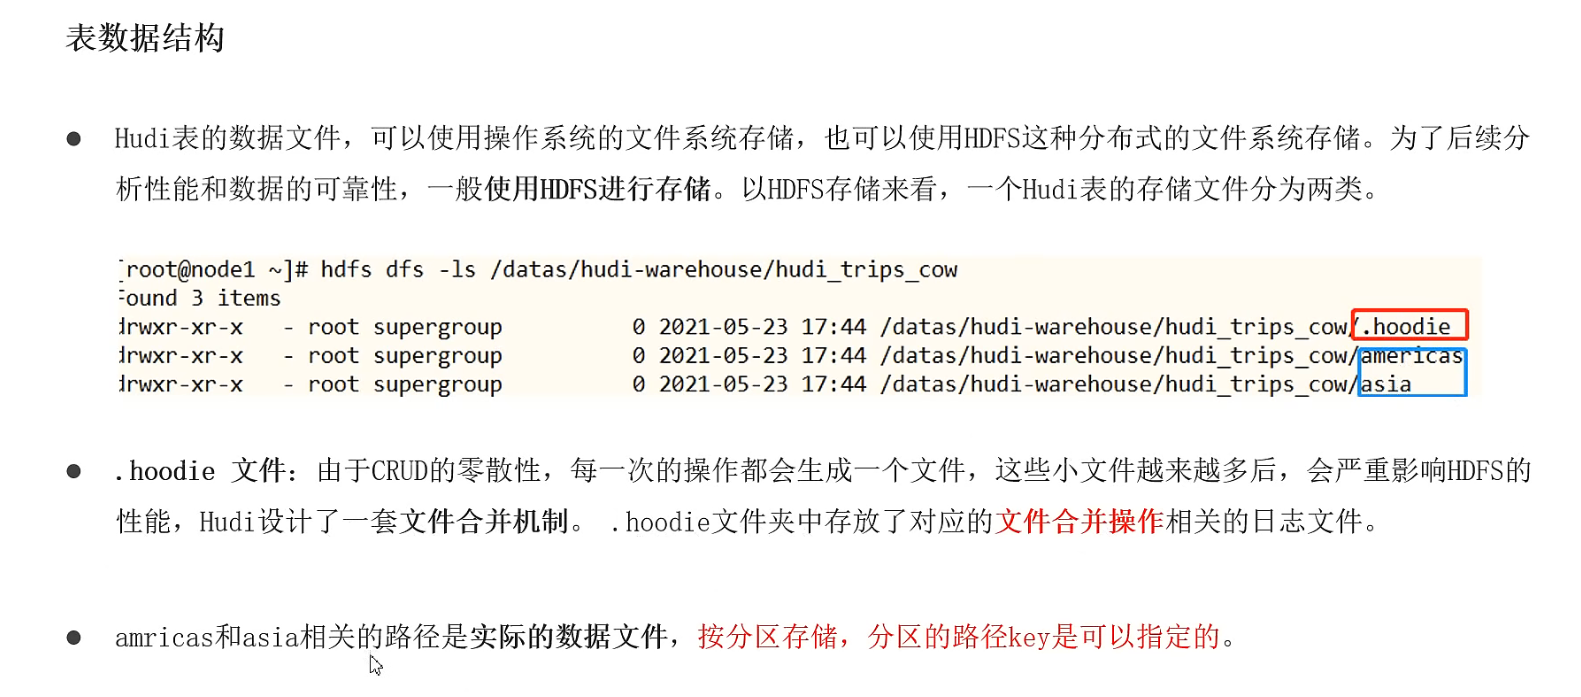 表数据结构
● Hudi表的数据文件，可以使用操作系统的文件系统存储，也可以使用HDFS这种分布式的文件系统存储。为了后续分
析性能和数据的可靠性，一般使用HDFS进行存储。以HDFS存储来看，一个Hudi表的存储文件分为两类。
[root@node1 ~]# hdfs dfs -ls /datas/hudi-warehouse/hudi_trips_cow
Found 3 items
drwxr-xr-x - root supergroup 0 2021-05-23 17:44 /datas/hudi-warehouse/hudi_trips_cow/.hoodie
drwxr-xr-x - root supergroup 0 2021-05-23 17:44 /datas/hudi-warehouse/hudi_trips_cow/americas
drwxr-xr-x - root supergroup 0 2021-05-23 17:44 /datas/hudi-warehouse/hudi_trips_cow/asia
● .hoodie 文件：由于CRUD的零散性，每一次的操作都会生成一个文件，这些小文件越来越多后，会严重影响HDFS的
性能，Hudi设计了一套文件合并机制。 .hoodie文件夹中存放了对应的文件合并操作相关的日志文件。
● amricas和asia相关的路径是实际的数据文件，按分区存储，分区的路径key是可以指定的。